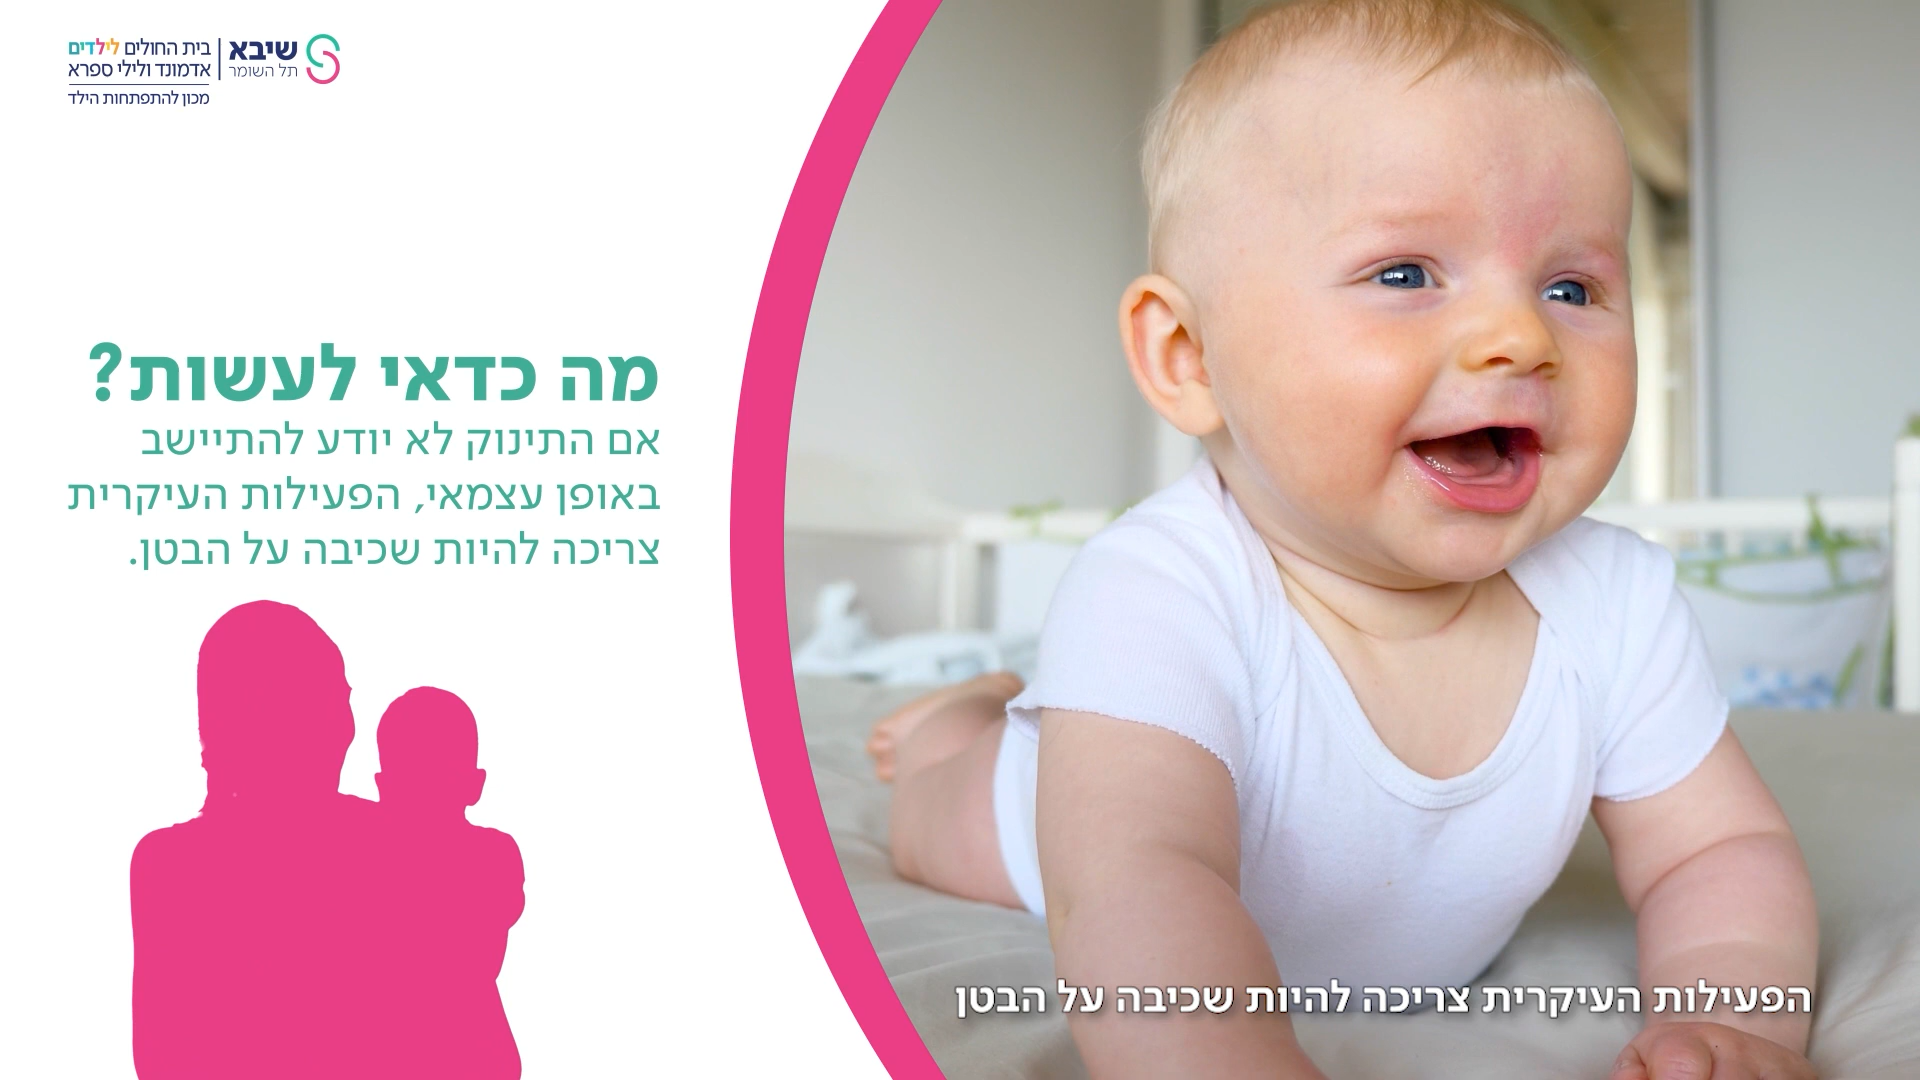 שיבא
תל השומר
בית החולים לילדים
אדמונד ולילי ספרא
מכון להתפתחות הילד
מה כדאי לעשות?
אם התינוק לא יודע להתיישב
באופן עצמאי, הפעילות העיקרית
צריכה להיות שכיבה על הבטן.
הפעילות העיקרית צריכה להיות שכיבה על הבטן